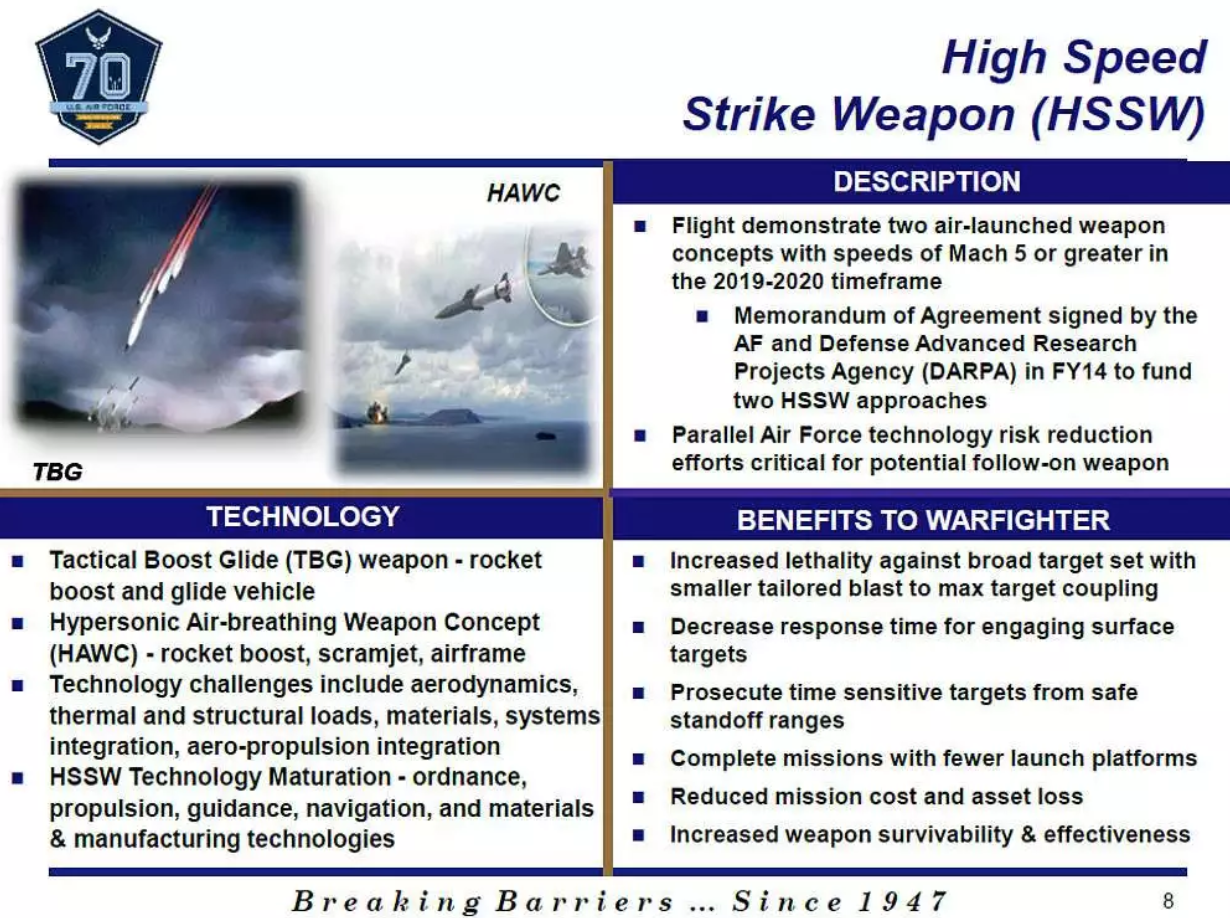 70
U.S. AIR FORCE
High Speed
Strike Weapon (HSSW)
HAWC
TBG
DESCRIPTION
■ Flight demonstrate two air-launched weapon
concepts with speeds of Mach 5 or greater in
the 2019-2020 timeframe
■ Memorandum of Agreement signed by the
AF and Defense Advanced Research
Projects Agency (DARPA) in FY14 to fund
two HSSW approaches
■ Parallel Air Force technology risk reduction
efforts critical for potential follow-on weapon
TECHNOLOGY
■ Tactical Boost Glide (TBG) weapon - rocket
boost and glide vehicle
■ Hypersonic Air-breathing Weapon Concept
(HAWC) - rocket boost, scramjet, airframe
■ Technology challenges include aerodynamics,
thermal and structural loads, materials, systems
integration, aero-propulsion integration
■ HSSW Technology Maturation - ordnance,
propulsion, guidance, navigation, and materials
& manufacturing technologies
BENEFITS TO WARFIGHTER
■ Increased lethality against broad target set with
smaller tailored blast to max target coupling
■ Decrease response time for engaging surface
targets
■ Prosecute time sensitive targets from safe
standoff ranges
■ Complete missions with fewer launch platforms
■ Reduced mission cost and asset loss
■ Increased weapon survivability & effectiveness
Breaking Barriers ... Since 1947
8